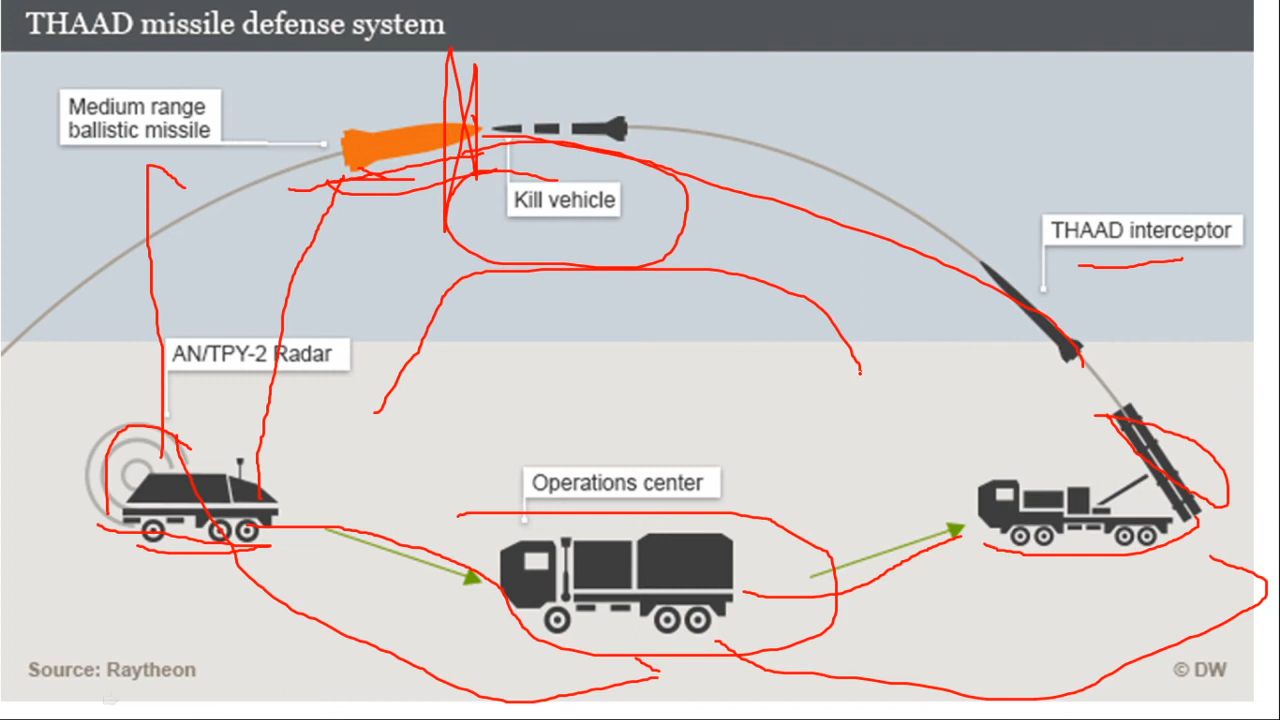 THAAD missile defense system
Medium range
ballistic missile
Kill vehicle
THAAD interceptor
AN/TPY-2 Radar
Operations center
Source: Raytheon
© DW